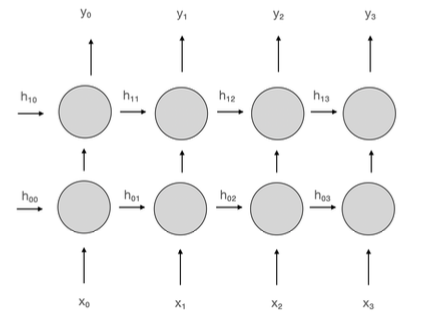 y₀ y₁ y₂ y₃
h₁₀ h₁₁ h₁₂ h₁₃
h₀₀ h₀₁ h₀₂ h₀₃
x₀ x₁ x₂ x₃